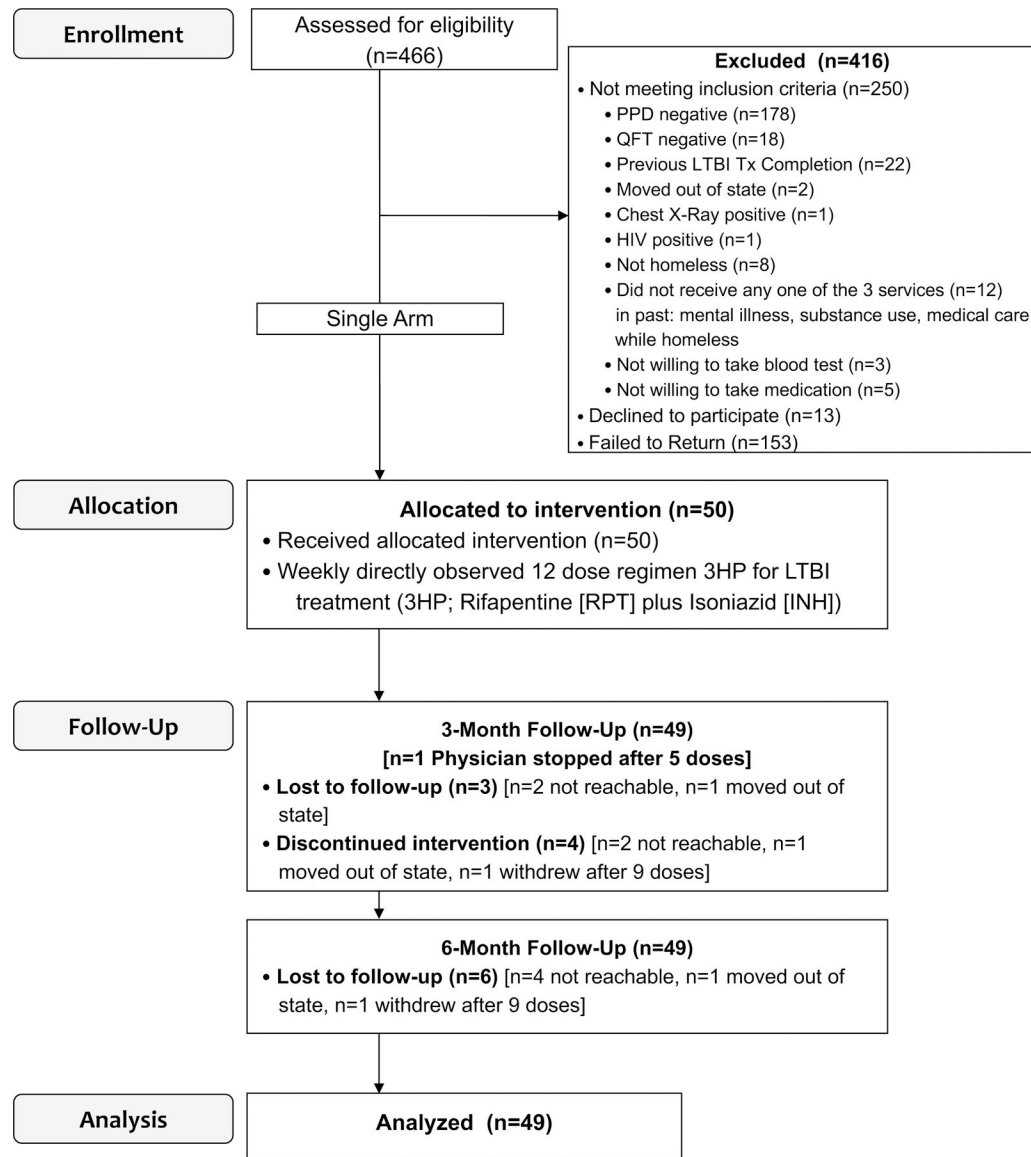 Enrollment
Assessed for eligibility
(n=466)
Excluded (n=416)
• Not meeting inclusion criteria (n=250)
• PPD negative (n=178)
• QFT negative (n=18)
• Previous LTBI Tx Completion (n=22)
• Moved out of state (n=2)
• Chest X-Ray positive (n=1)
• HIV positive (n=1)
• Not homeless (n=8)
• Did not receive any one of the 3 services (n=12)
in past: mental illness, substance use, medical care
while homeless
• Not willing to take blood test (n=3)
• Not willing to take medication (n=5)
• Declined to participate (n=13)
• Failed to Return (n=153)
Single Arm
Allocation
Allocated to intervention (n=50)
• Received allocated intervention (n=50)
• Weekly directly observed 12 dose regimen 3HP for LTBI
treatment (3HP; Rifapentine [RPT] plus Isoniazid [INH])
Follow-Up
3-Month Follow-Up (n=49)
[n=1 Physician stopped after 5 doses]
• Lost to follow-up (n=3) [n=2 not reachable, n=1 moved out of
state]
• Discontinued intervention (n=4) [n=2 not reachable, n=1
moved out of state, n=1 withdrew after 9 doses]
6-Month Follow-Up (n=49)
• Lost to follow-up (n=6) [n=4 not reachable, n=1 moved out of
state, n=1 withdrew after 9 doses]
Analysis
Analyzed (n=49)